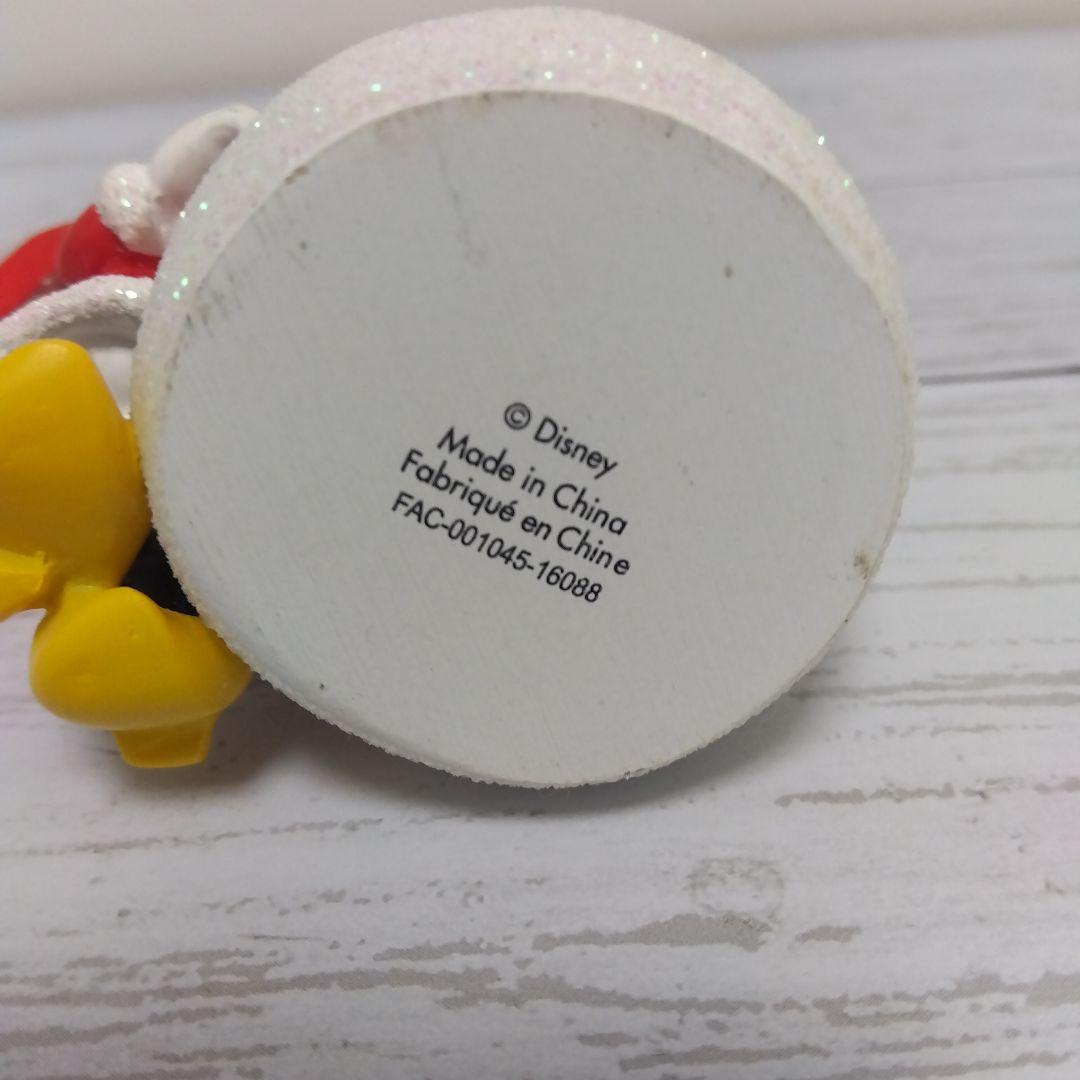 © Disney
Made in China
Fabriqué en Chine
FAC-001045-16088